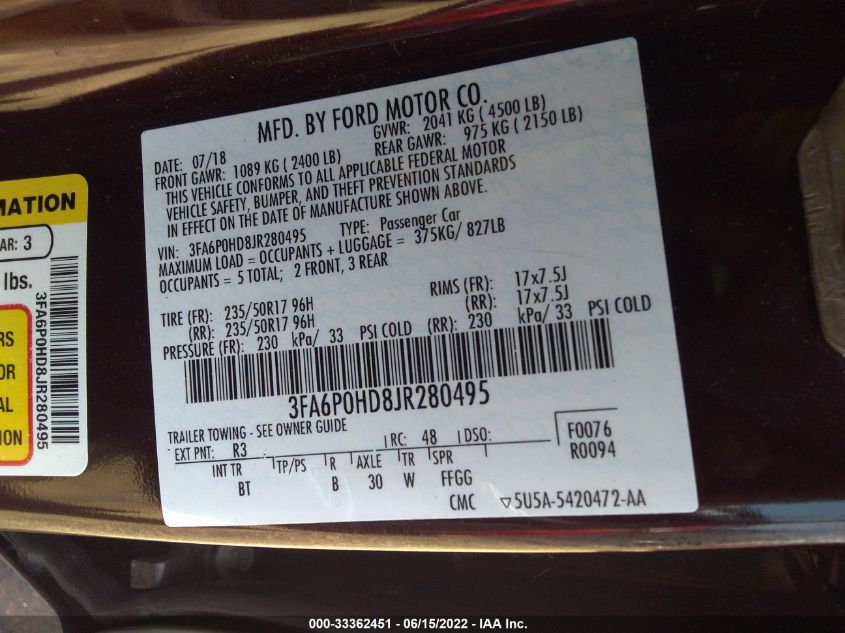 MFD. BY FORD MOTOR CO.
DATE: 07/18 GVWR: 2041 KG ( 4500 LB)
FRONT GAWR: 1089 KG ( 2400 LB) REAR GAWR: 975 KG ( 2150 LB)
THIS VEHICLE CONFORMS TO ALL APPLICABLE FEDERAL MOTOR
VEHICLE SAFETY, BUMPER, AND THEFT PREVENTION STANDARDS
IN EFFECT ON THE DATE OF MANUFACTURE SHOWN ABOVE.
VIN: 3FA6P0HD8JR280495 TYPE: Passenger Car
MAXIMUM LOAD = OCCUPANTS + LUGGAGE = 375KG/ 827LB
OCCUPANTS = 5 TOTAL; 2 FRONT, 3 REAR
TIRE (FR): 235/50R17 96H RIMS (FR): 17x7.5J
(RR): 235/50R17 96H (RR): 17x7.5J
PRESSURE (FR): 230 kPa/ 33 PSI COLD (RR): 230 kPa/ 33 PSI COLD
3FA6P0HD8JR280495
TRAILER TOWING - SEE OWNER GUIDE
EXT PNT: R3 RC: 48 DSO: F0076
R0094
INT TR TP/PS R AXLE TR SPR
BT B 30 W FFGG
CMC ▽5U5A-5420472-AA
MATION
AR: 3
lbs.
3FA6P0HD8JR280495
RS
OR
AL
ION
000-33362451 - 06/15/2022 - IAA Inc.